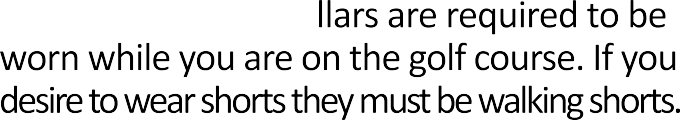 llars are required to be
worn while you are on the golf course. If you
desire to wear shorts they must be walking shorts.